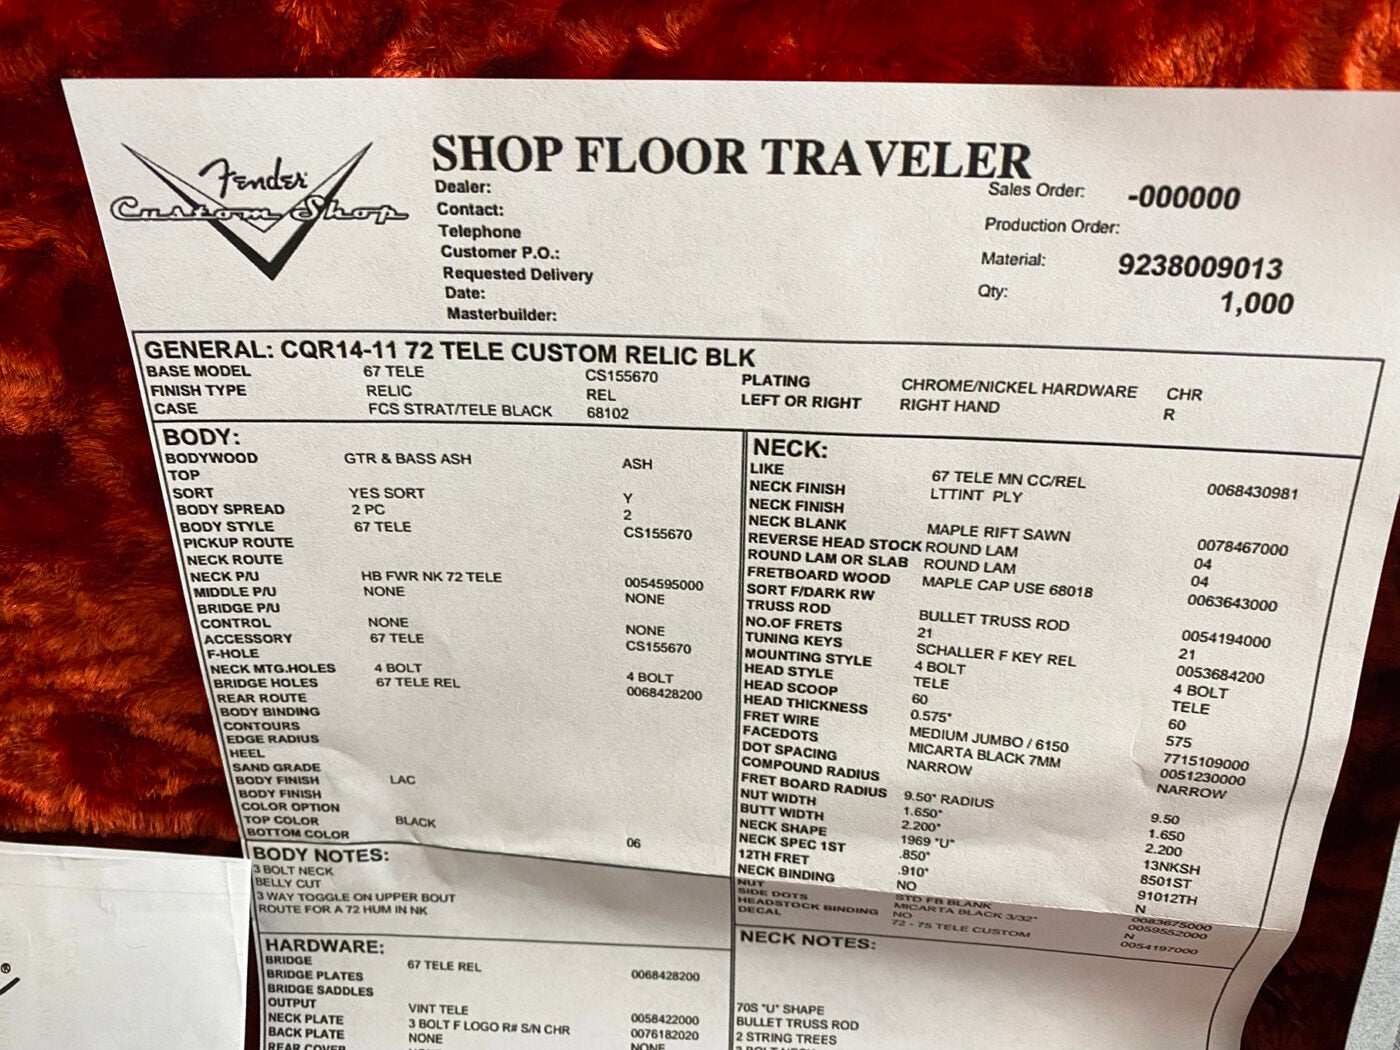 Fender
Custom Shop
SHOP FLOOR TRAVELER
Dealer:
Contact:
Telephone
Customer P.O.:
Requested Delivery
Date:
Masterbuilder:
Sales Order: -000000
Production Order:
Material: 9238009013
Qty: 1,000
GENERAL: CQR14-11 72 TELE CUSTOM RELIC BLK
BASE MODEL 67 TELE CS155670
FINISH TYPE RELIC REL
CASE FCS STRAT/TELE BLACK 68102
PLATING CHROME/NICKEL HARDWARE CHR
LEFT OR RIGHT RIGHT HAND R
BODY:
BODYWOOD GTR & BASS ASH ASH
TOP
SORT YES SORT Y
BODY SPREAD 2 PC 2
BODY STYLE 67 TELE CS155670
PICKUP ROUTE
NECK ROUTE
NECK P/U HB FWR NK 72 TELE 0054595000
MIDDLE P/U NONE NONE
BRIDGE P/U
CONTROL NONE NONE
ACCESSORY 67 TELE CS155670
F-HOLE
NECK MTG.HOLES 4 BOLT 4 BOLT
BRIDGE HOLES 67 TELE REL 0068428200
REAR ROUTE
BODY BINDING
CONTOURS
EDGE RADIUS
HEEL
SAND GRADE
BODY FINISH LAC
BODY FINISH
COLOR OPTION
TOP COLOR BLACK 06
BOTTOM COLOR
BODY NOTES:
3 BOLT NECK
BELLY CUT
3 WAY TOGGLE ON UPPER BOUT
ROUTE FOR A 72 HUM IN NK
HARDWARE:
BRIDGE 67 TELE REL 0068428200
BRIDGE PLATES
BRIDGE SADDLES
OUTPUT VINT TELE 0058422000
NECK PLATE 3 BOLT F LOGO R# S/N CHR 0076182020
BACK PLATE NONE NONE
REAR COVER
NECK:
LIKE 67 TELE MN CC/REL 0068430981
NECK FINISH LTTINT PLY
NECK FINISH
NECK BLANK MAPLE RIFT SAWN 0078467000
REVERSE HEAD STOCK ROUND LAM 04
ROUND LAM OR SLAB ROUND LAM 04
FRETBOARD WOOD MAPLE CAP USE 68018 0063643000
SORT F/DARK RW
TRUSS ROD BULLET TRUSS ROD 0054194000
NO.OF FRETS 21 21
TUNING KEYS SCHALLER F KEY REL 0053684200
MOUNTING STYLE 4 BOLT 4 BOLT
HEAD STYLE TELE TELE
HEAD SCOOP 60 60
HEAD THICKNESS 0.575" 575
FRET WIRE MEDIUM JUMBO / 6150 7715109000
FACEDOTS MICARTA BLACK 7MM 0051230000
DOT SPACING NARROW NARROW
COMPOUND RADIUS
FRET BOARD RADIUS 9.50" RADIUS 9.50
NUT WIDTH 1.650" 1.650
BUTT WIDTH 2.200" 2.200
NECK SHAPE 1969 "U" 13NKSH
NECK SPEC 1ST .850" 8501ST
12TH FRET .910" 91012TH
NECK BINDING NO N
NUT STD FB BLANK 0083675000
SIDE DOTS MICARTA BLACK 3/32" 0059552000
HEADSTOCK BINDING NO N
DECAL 72 - 75 TELE CUSTOM 0054197000
NECK NOTES:
70S "U" SHAPE
BULLET TRUSS ROD
2 STRING TREES
®